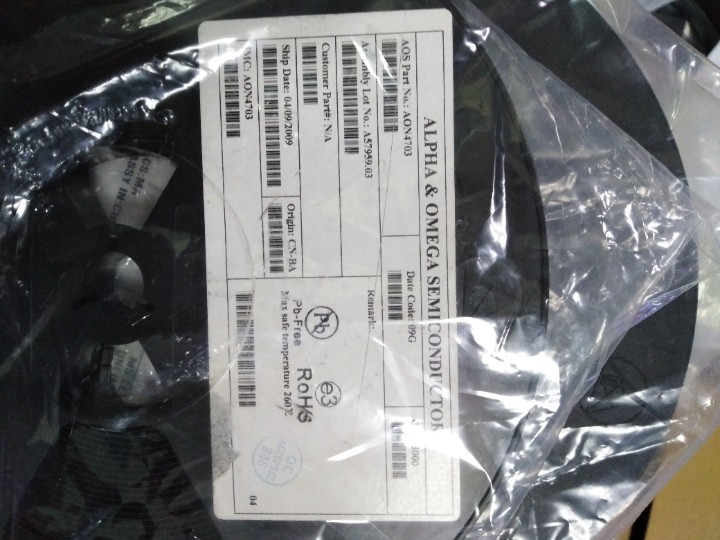 ALPHA & OMEGA SEMICONDUCTOR
AOS Part No.: AON4703
Date Code: 09G
Assembly Lot No.: A57959.03
Remark:
Customer Part#: N/A
Ship Date: 04/09/2009
Origin: CN-BA
MC: AON4703
Pb
e3
Pb-Free
RoHS
Max safe temperature 260℃
QC
04